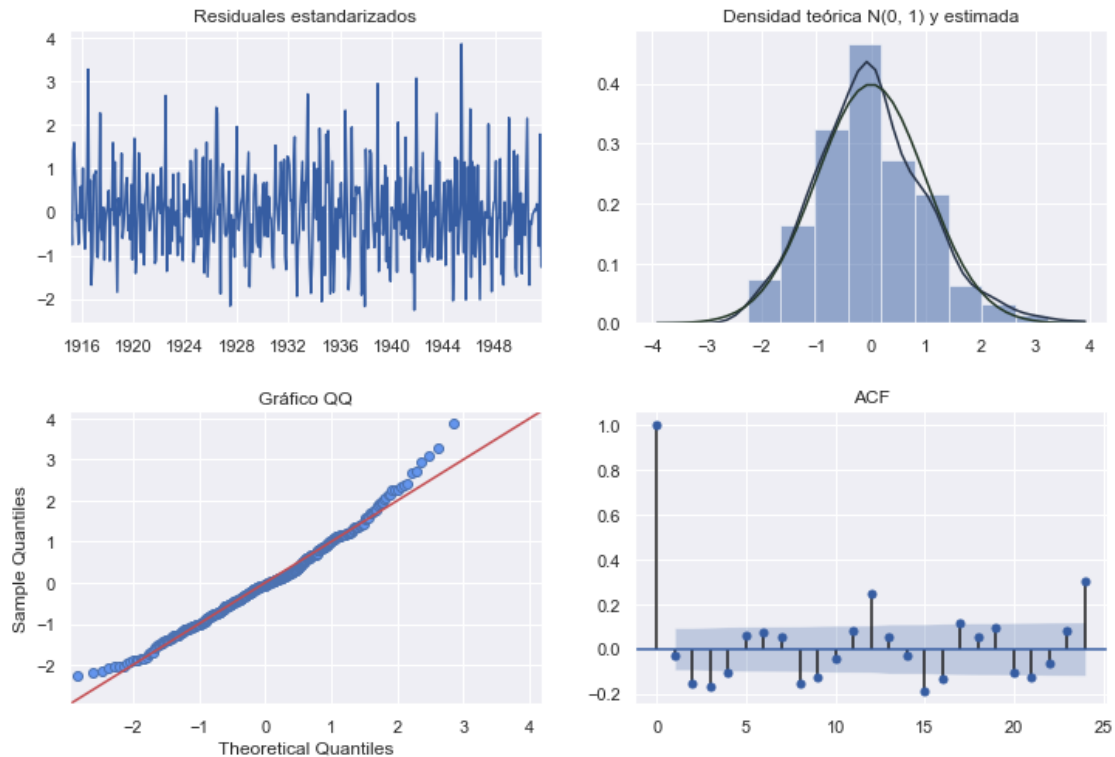 Residuales estandarizados
4
3
2
1
0
−1
−2
1916 1920 1924 1928 1932 1936 1940 1944 1948
Densidad teórica N(0, 1) y estimada
0.4
0.3
0.2
0.1
0.0
−4 −3 −2 −1 0 1 2 3 4
Gráfico QQ
Sample Quantiles
4
3
2
1
0
−1
−2
−2 −1 0 1 2 3 4
Theoretical Quantiles
ACF
1.0
0.8
0.6
0.4
0.2
0.0
−0.2
0 5 10 15 20 25